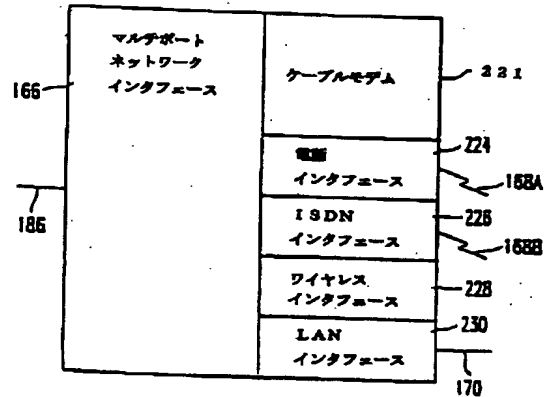 マルチポート
ネットワーク
インタフェース
ケーブルモデム
221
166
電話
インタフェース
224
168A
186
ISDN
インタフェース
226
168B
ワイヤレス
インタフェース
228
LAN
インタフェース
230
170